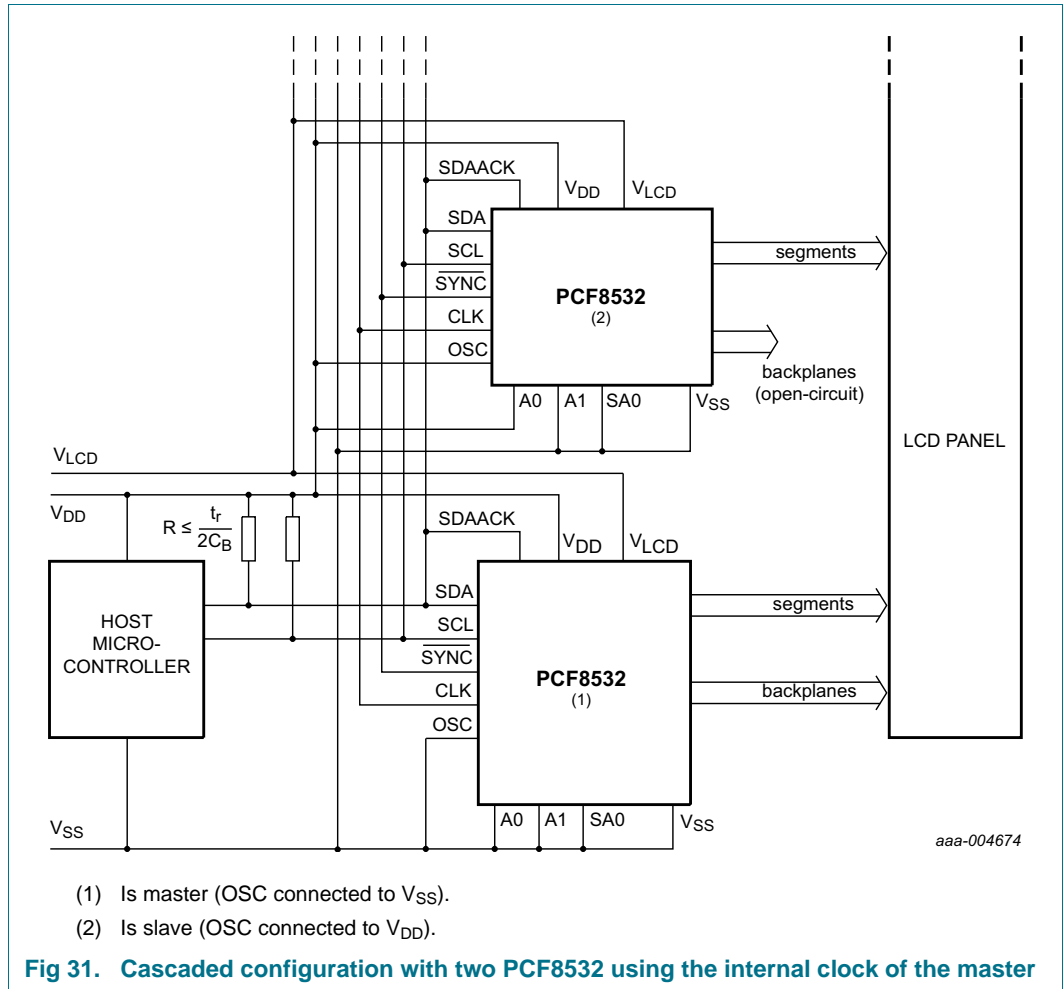 SDAACK
VDD
VLCD
SDA
SCL
SYNC
CLK
OSC
PCF8532
(2)
segments
backplanes
(open-circuit)
A0
A1
SA0
VSS
LCD PANEL
VLCD
VDD
R ≤ tr
2CB
SDAACK
VDD
VLCD
HOST
MICRO-
CONTROLLER
SDA
SCL
SYNC
CLK
OSC
PCF8532
(1)
segments
backplanes
A0
A1
SA0
VSS
VSS
aaa-004674
(1) Is master (OSC connected to VSS).
(2) Is slave (OSC connected to VDD).
Fig 31. Cascaded configuration with two PCF8532 using the internal clock of the master